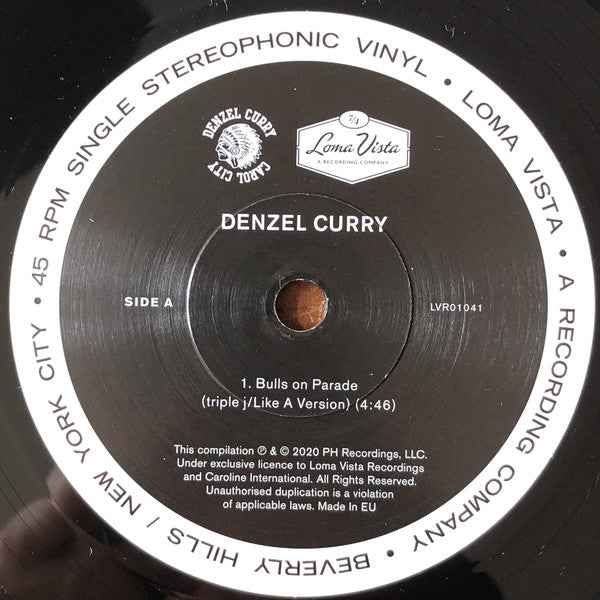 45 RPM SINGLE STEREOPHONIC VINYL • LOMA VISTA • A RECORDING COMPANY • BEVERLY HILLS / NEW YORK CITY •
DENZEL CURRY
CAROL CITY
7/4
Loma Vista
A RECORDING COMPANY
DENZEL CURRY
SIDE A
LVR01041
1. Bulls on Parade
(triple j/Like A Version) (4:46)
This compilation ℗ & © 2020 PH Recordings, LLC.
Under exclusive licence to Loma Vista Recordings
and Caroline International. All Rights Reserved.
Unauthorised duplication is a violation
of applicable laws. Made In EU